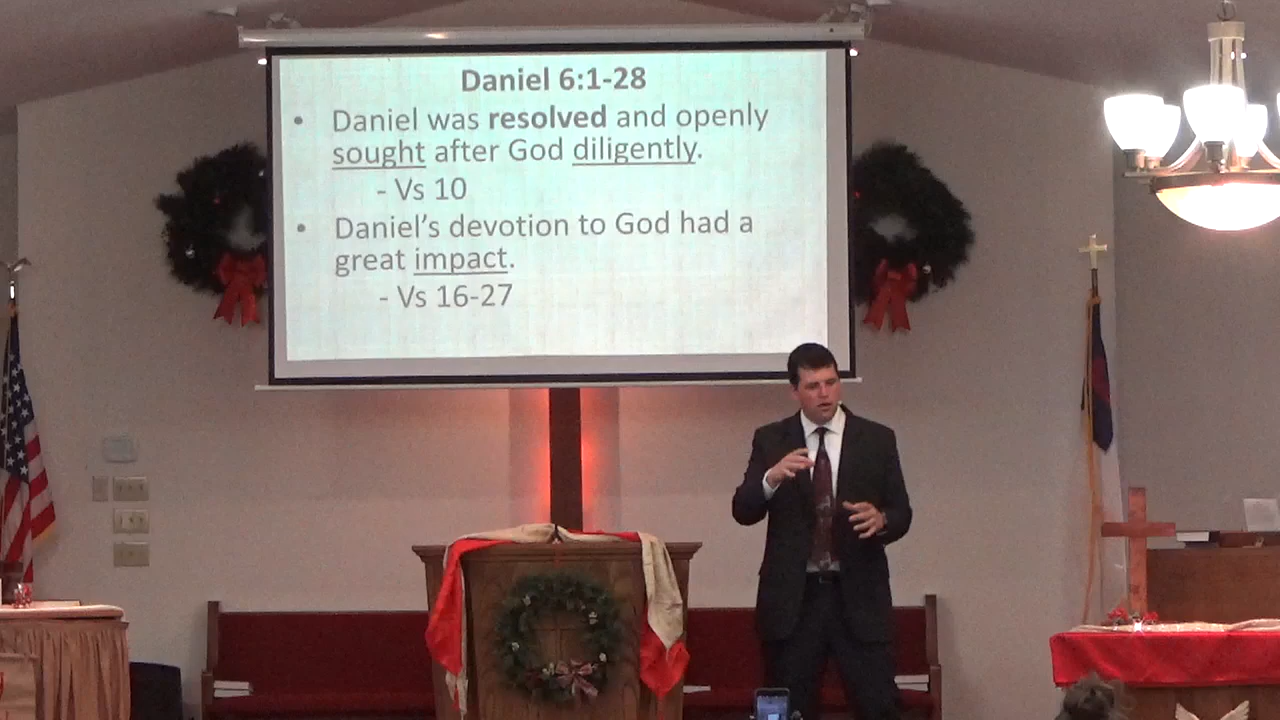 Daniel 6:1-28
• Daniel was resolved and openly
sought after God diligently.
- Vs 10
• Daniel’s devotion to God had a
great impact.
- Vs 16-27